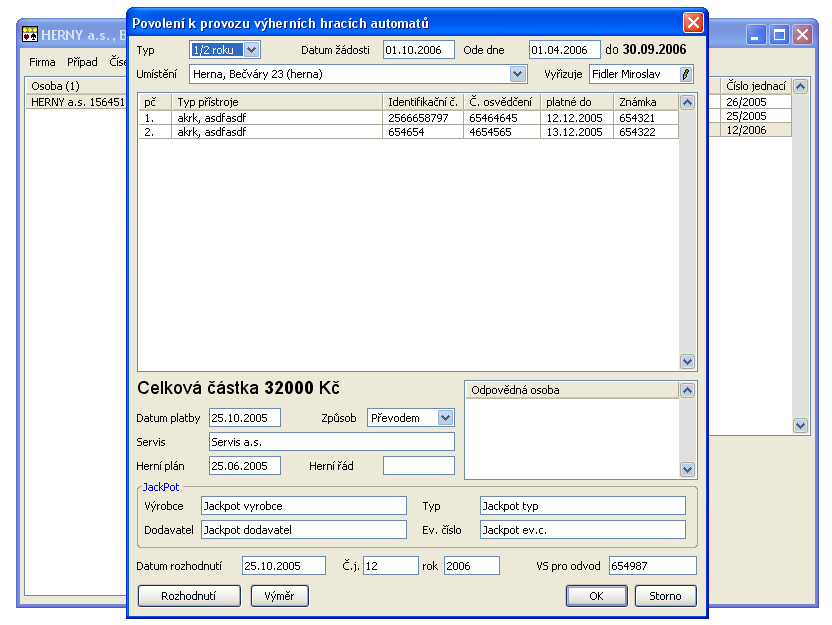 HERNY a.s., B
Povolení k provozu výherních hracích automatů
Firma Případ Číse
Osoba (1)
HERNY a.s. 156451
Číslo jednací
26/2005
25/2005
12/2006
Typ 1/2 roku Datum žádosti 01.10.2006 Ode dne 01.04.2006 do 30.09.2006
Umístění Herna, Bečváry 23 (herna) Vyřizuje Fidler Miroslav
pč Typ přístroje Identifikační č. Č. osvědčení platné do Známka
1. akrk, asdfasdf 2566658797 65464645 12.12.2005 654321
2. akrk, asdfasdf 654654 4654565 13.12.2005 654322
Celková částka 32000 Kč
Odpovědná osoba
Datum platby 25.10.2005 Způsob Převodem
Servis Servis a.s.
Herní plán 25.06.2005 Herní řád
JackPot
Výrobce Jackpot vyrobce Typ Jackpot typ
Dodavatel Jackpot dodavatel Ev. číslo Jackpot ev.c.
Datum rozhodnutí 25.10.2005 Č.j. 12 rok 2006 VS pro odvod 654987
Rozhodnutí Výměr OK Storno